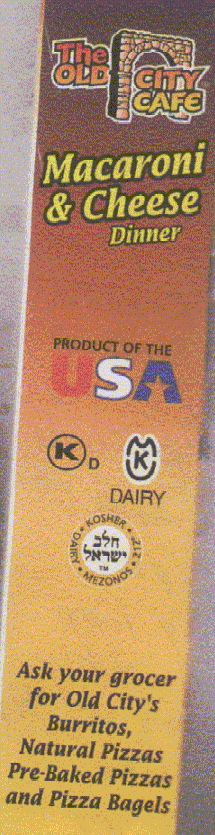 The
OLD CITY
CAFE
Macaroni
& Cheese
Dinner
PRODUCT OF THE
USA
K D
K
DAIRY
KOSHER
חלב
ישראל
TM
DAIRY • MEZONOS
Ask your grocer
for Old City's
Burritos,
Natural Pizzas
Pre-Baked Pizzas
and Pizza Bagels